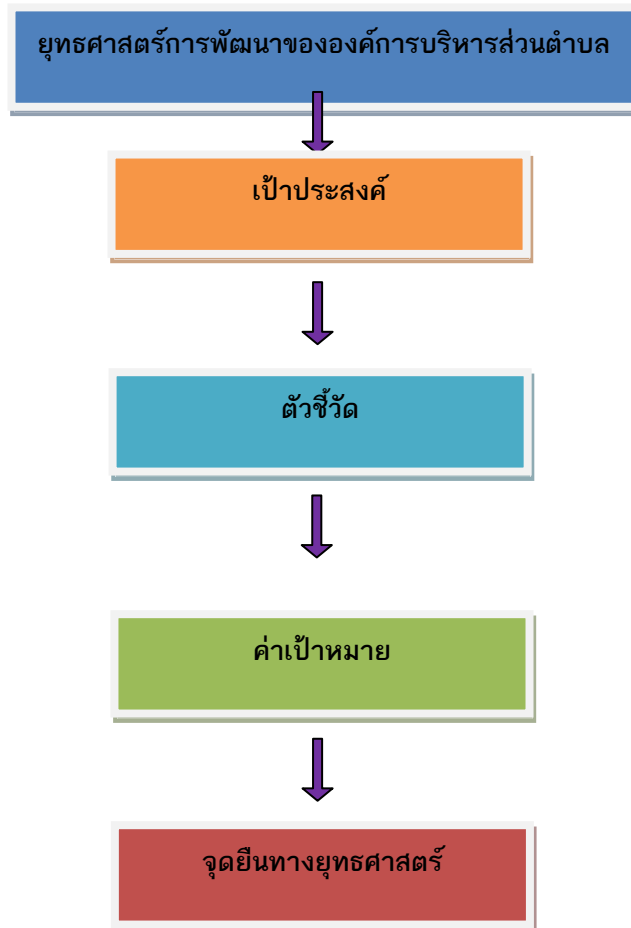 ยุทธศาสตร์การพัฒนาขององค์การบริหารส่วนตำบล
เป้าประสงค์
ตัวชี้วัด
ค่าเป้าหมาย
จุดยืนทางยุทธศาสตร์